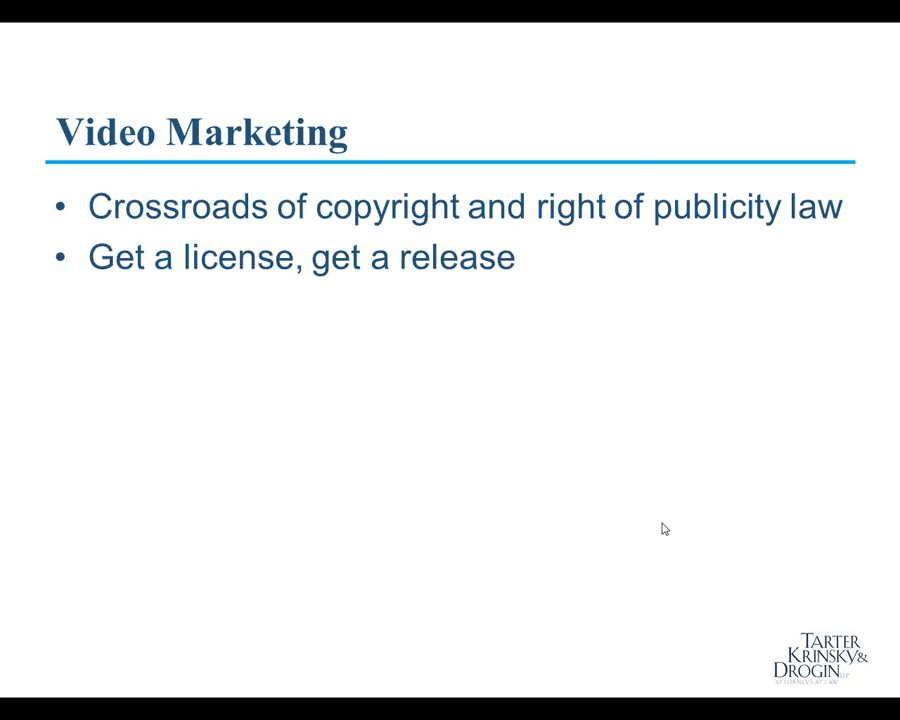 Video Marketing
• Crossroads of copyright and right of publicity law
• Get a license, get a release
TARTER
KRINSKY&
DROGIN LLP
ATTORNEYS AT LAW